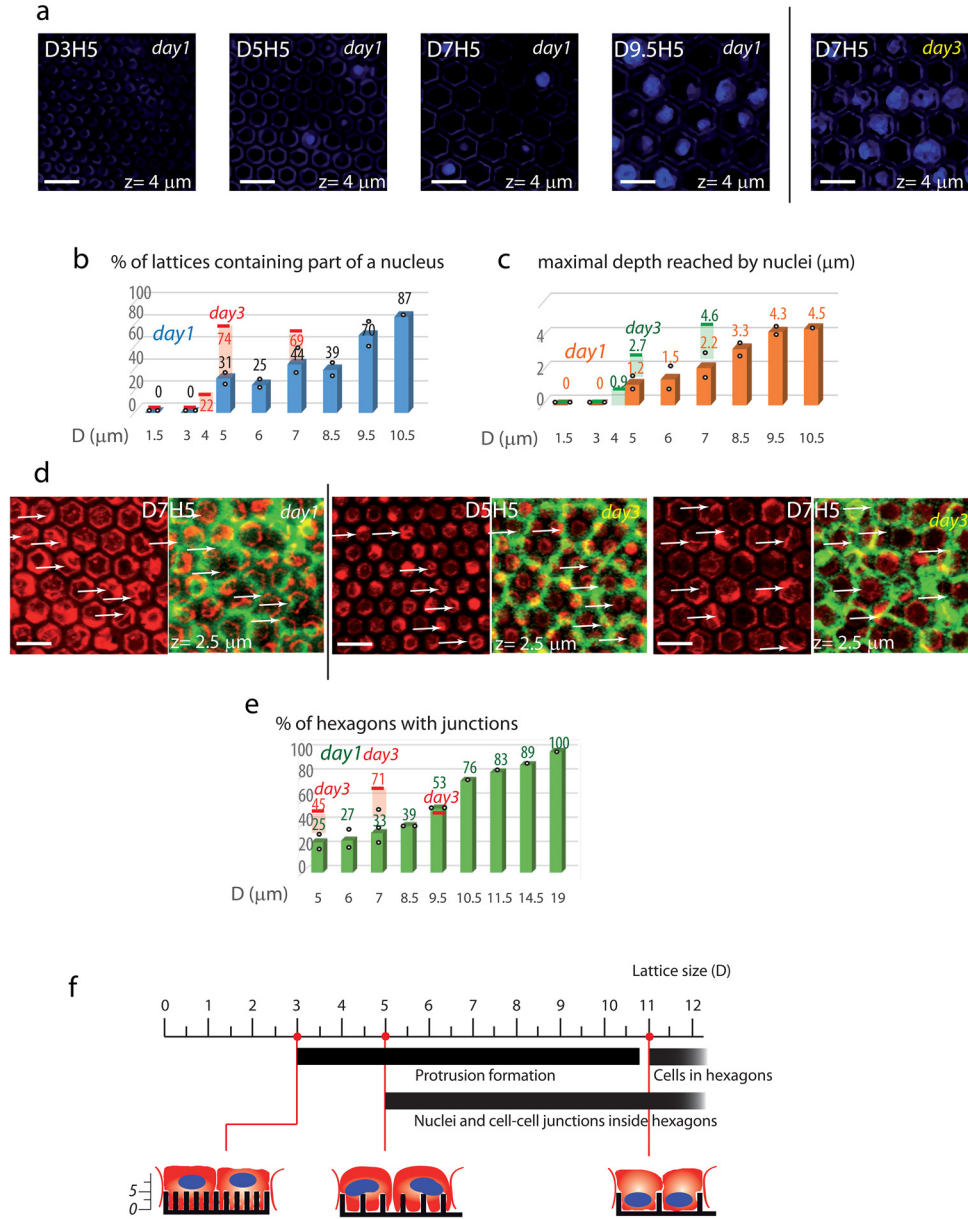 a
D3H5 day1 D5H5 day1 D7H5 day1 D9.5H5 day1 D7H5 day3
z= 4 μm z= 4 μm z= 4 μm z= 4 μm z= 4 μm
b % of lattices containing part of a nucleus
100
80
60
40
20
0
day1
day3
0 0 22 74 31 25 69 44 39 70 87
D (μm) 1.5 3 4 5 6 7 8.5 9.5 10.5
c maximal depth reached by nuclei (μm)
4
2
0
day1
day3
0 0 0.9 2.7 1.2 1.5 4.6 2.2 3.3 4.3 4.5
D (μm) 1.5 3 4 5 6 7 8.5 9.5 10.5
d
D7H5 day1 D5H5 day3 D7H5 day3
z= 2.5 μm z= 2.5 μm z= 2.5 μm
e
% of hexagons with junctions
100
80
60
40
20
0
day1 day3
day3
day3
45 25 27 71 33 39 53 76 83 89 100
D (μm) 5 6 7 8.5 9.5 10.5 11.5 14.5 19
f
Lattice size (D)
0 1 2 3 4 5 6 7 8 9 10 11 12
Protrusion formation
Cells in hexagons
Nuclei and cell-cell junctions inside hexagons
5
0